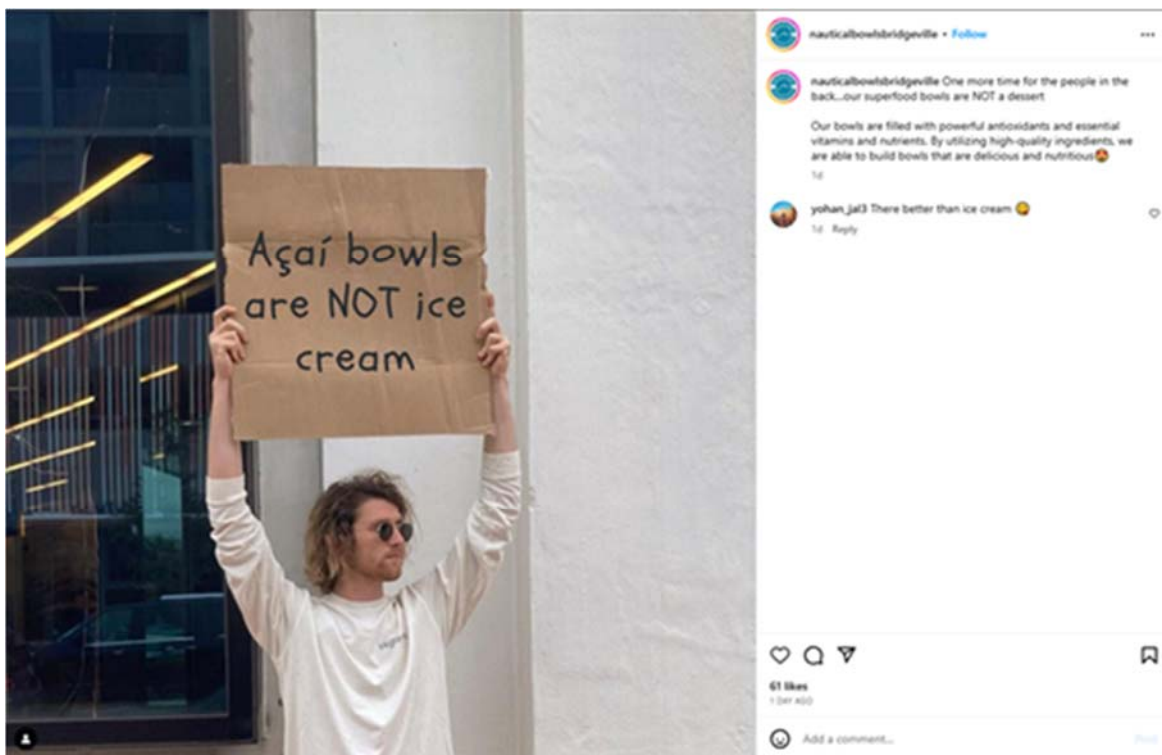 Açaí bowls
are NOT ice
cream
nauticalbowlsbridgeville • Follow
nauticalbowlsbridgeville One more time for the people in the
back...our superfood bowls are NOT a dessert
Our bowls are filled with powerful antioxidants and essential
vitamins and nutrients. By utilizing high-quality ingredients, we
are able to build bowls that are delicious and nutritious😍
1d
yohan_jal3 There better than ice cream 😋
1d Reply
61 likes
1 DAY AGO
Add a comment...
Post